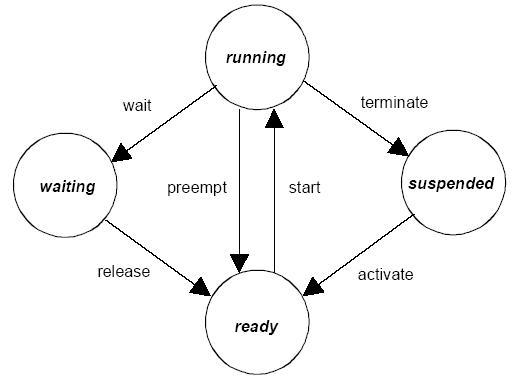 running
wait
terminate
waiting
preempt
start
suspended
release
activate
ready